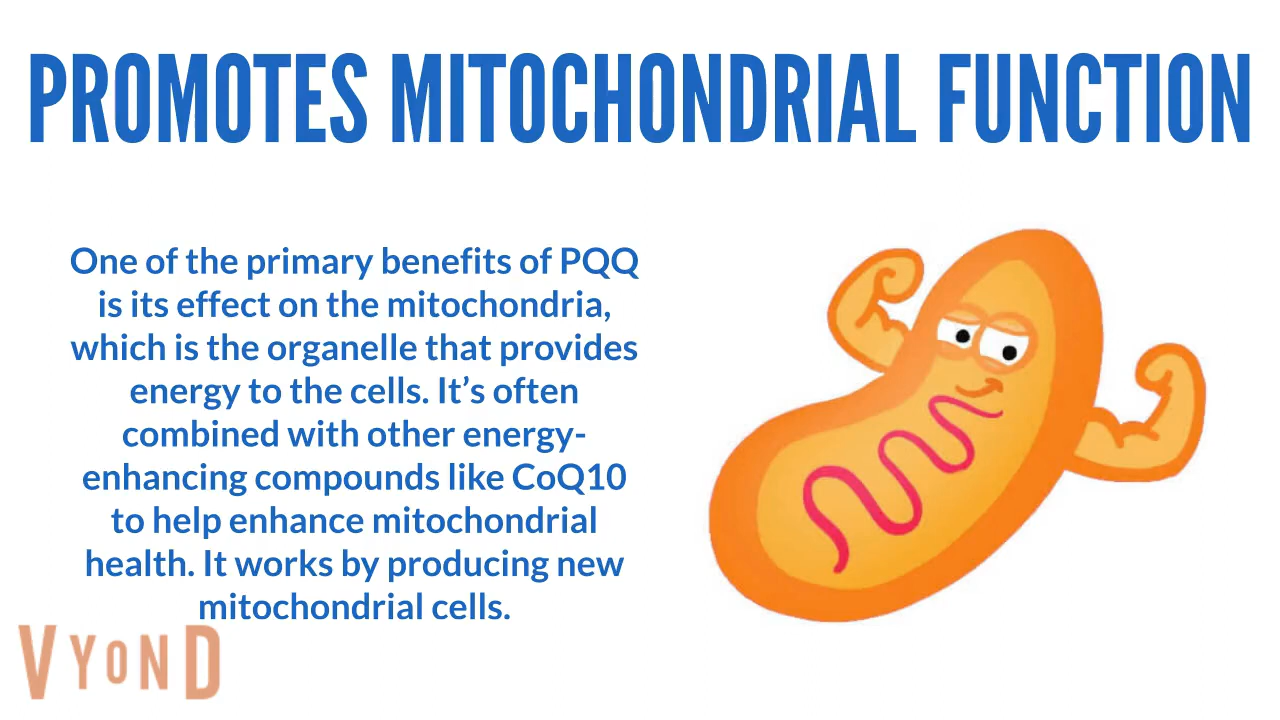 PROMOTES MITOCHONDRIAL FUNCTION
One of the primary benefits of PQQ
is its effect on the mitochondria,
which is the organelle that provides
energy to the cells. It’s often
combined with other energy-
enhancing compounds like CoQ10
to help enhance mitochondrial
health. It works by producing new
mitochondrial cells.
VYOND